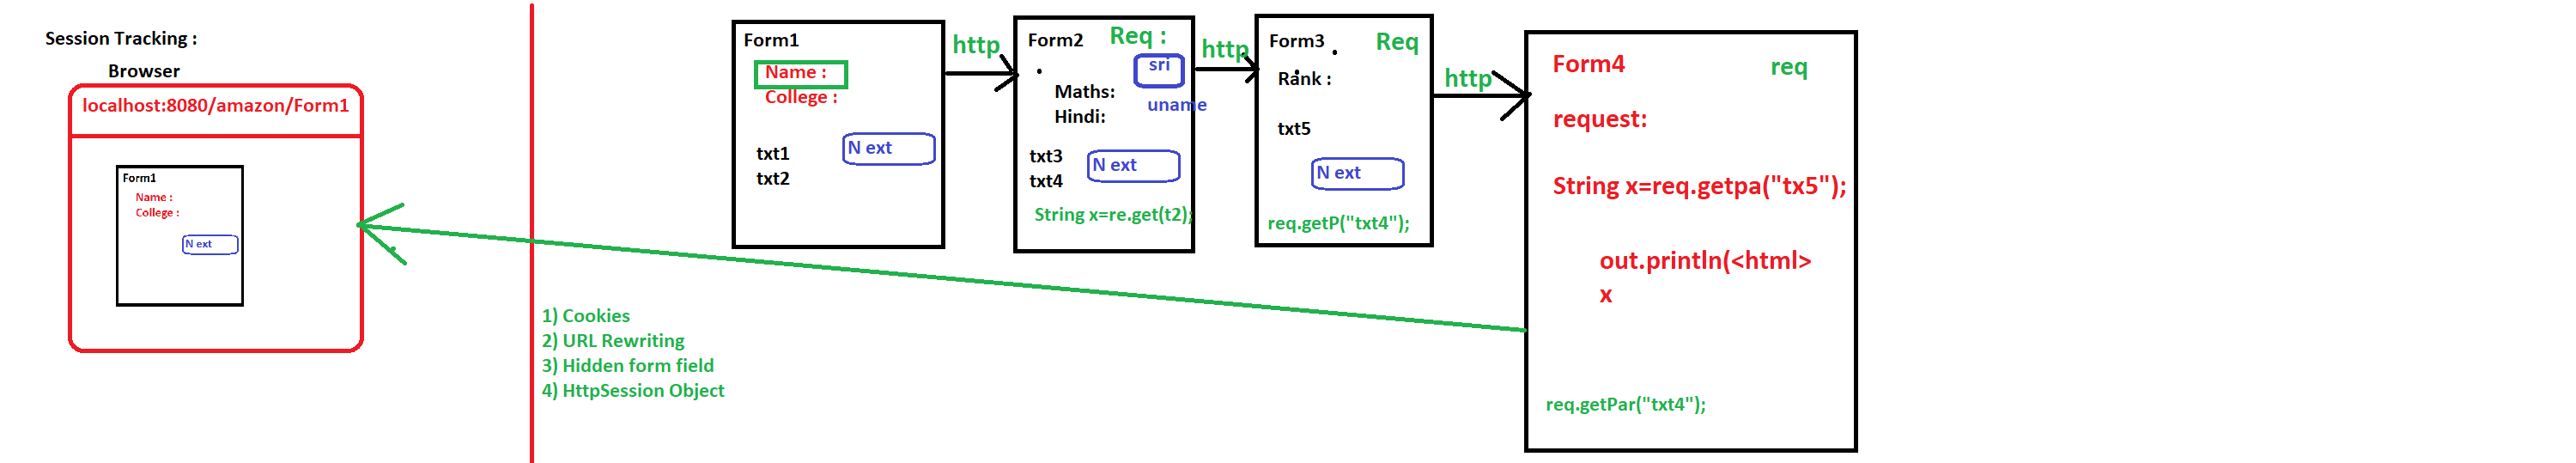 Session Tracking :
Browser
localhost:8080/amazon/Form1
Form1
Name :
College :
N ext
1) Cookies
2) URL Rewriting
3) Hidden form field
4) HttpSession Object
Form1
Name :
College :
txt1
txt2
N ext
http
Form2
Req :
sri
uname
Maths:
Hindi:
txt3
txt4
N ext
String x=re.get(t2);
http
Form3
Req
Rank :
txt5
N ext
req.getP("txt4");
http
Form4
req
request:
String x=req.getpa("tx5");
out.println(<html>
x
req.getPar("txt4");